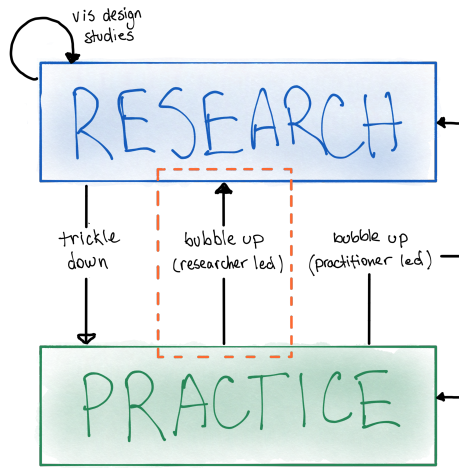 vis design
studies
RESEARCH
trickle
down
bubble up
(researcher led)
bubble up
(practitioner led)
PRACTICE